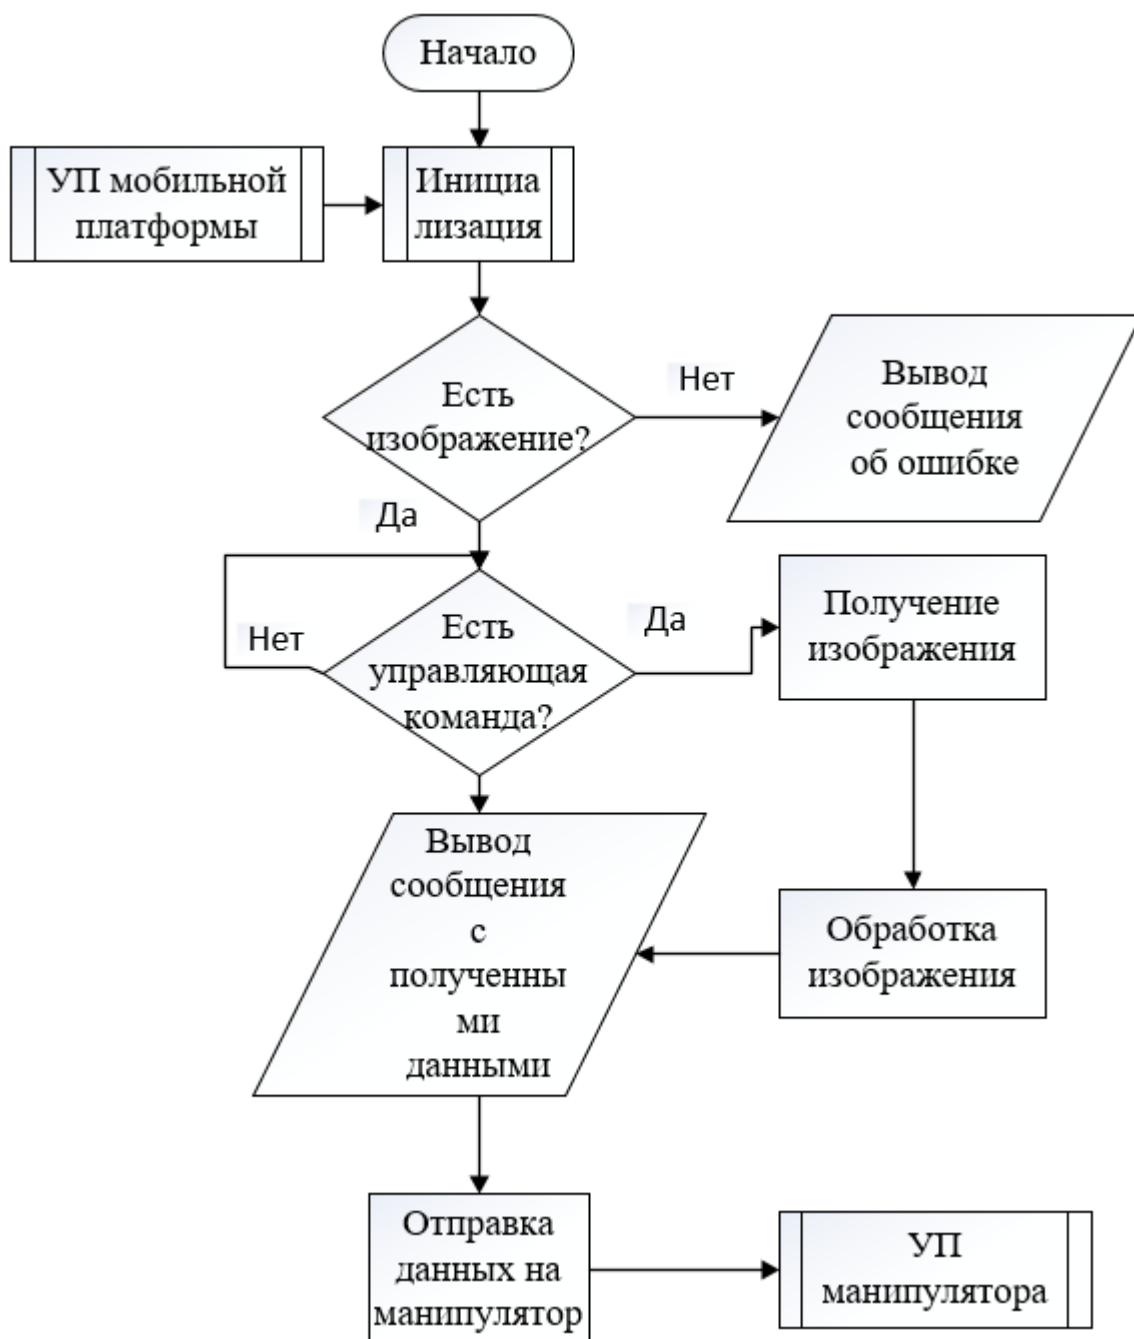 Начало
УП мобильной
платформы
Инициа
лизация
Есть
изображение?
Нет
Вывод
сообщения
об ошибке
Да
Есть
управляющая
команда?
Нет
Да
Получение
изображения
Вывод
сообщения
с
полученны
ми
данными
Обработка
изображения
Отправка
данных на
манипулятор
УП
манипулятора